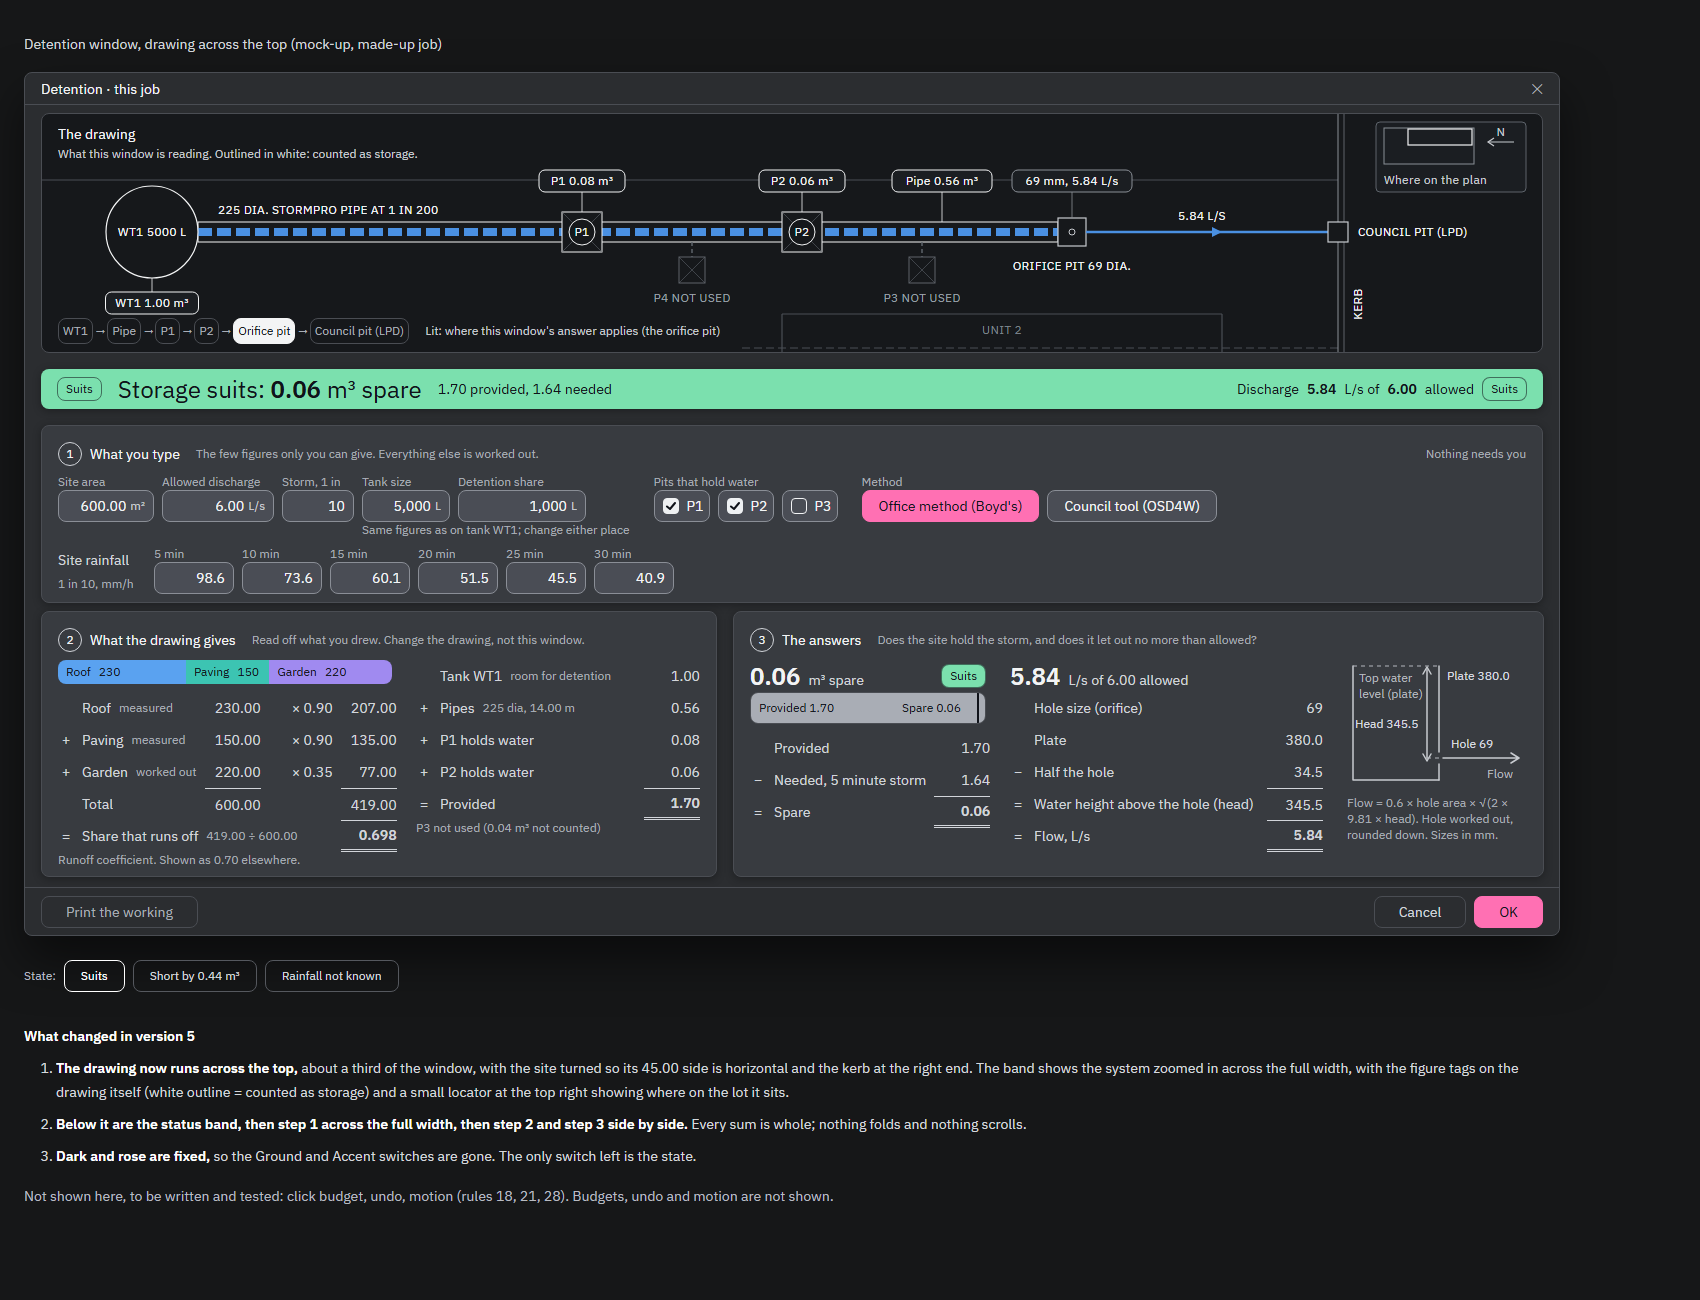 Detention window, drawing across the top (mock-up, made-up job)
Detention · this job
The drawing
What this window is reading. Outlined in white: counted as storage.
N
Where on the plan
P1 0.08 m³
P2 0.06 m³
Pipe 0.56 m³
69 mm, 5.84 L/s
225 DIA. STORMPRO PIPE AT 1 IN 200
5.84 L/S
WT1 5000 L
P1
P2
COUNCIL PIT (LPD)
ORIFICE PIT 69 DIA.
P4 NOT USED
P3 NOT USED
KERB
WT1 1.00 m³
WT1 → Pipe → P1 → P2 → Orifice pit → Council pit (LPD)
Lit: where this window's answer applies (the orifice pit)
UNIT 2
Suits
Storage suits: 0.06 m³ spare
1.70 provided, 1.64 needed
Discharge 5.84 L/s of 6.00 allowed
Suits
1 What you type
The few figures only you can give. Everything else is worked out.
Nothing needs you
Site area
Allowed discharge
Storm, 1 in
Tank size
Detention share
Pits that hold water
Method
600.00 m²
6.00 L/s
10
5,000 L
1,000 L
P1
P2
P3
Office method (Boyd's)
Council tool (OSD4W)
Same figures as on tank WT1; change either place
Site rainfall
1 in 10, mm/h
5 min
10 min
15 min
20 min
25 min
30 min
98.6
73.6
60.1
51.5
45.5
40.9
2 What the drawing gives
Read off what you drew. Change the drawing, not this window.
Roof 230
Paving 150
Garden 220
Roof measured 230.00 × 0.90 207.00
+ Paving measured 150.00 × 0.90 135.00
+ Garden worked out 220.00 × 0.35 77.00
Total 600.00 419.00
= Share that runs off 419.00 ÷ 600.00 0.698
Runoff coefficient. Shown as 0.70 elsewhere.
Tank WT1 room for detention 1.00
+ Pipes 225 dia, 14.00 m 0.56
+ P1 holds water 0.08
+ P2 holds water 0.06
= Provided 1.70
P3 not used (0.04 m³ not counted)
3 The answers
Does the site hold the storm, and does it let out no more than allowed?
0.06 m³ spare
Suits
Provided 1.70
Spare 0.06
Provided 1.70
− Needed, 5 minute storm 1.64
= Spare 0.06
5.84 L/s of 6.00 allowed
Hole size (orifice) 69
Plate 380.0
− Half the hole 34.5
= Water height above the hole (head) 345.5
= Flow, L/s 5.84
Top water
level (plate)
Plate 380.0
Head 345.5
Hole 69
Flow
Flow = 0.6 × hole area × √(2 ×
9.81 × head). Hole worked out,
rounded down. Sizes in mm.
Print the working
Cancel
OK
State:
Suits
Short by 0.44 m³
Rainfall not known
What changed in version 5
1. The drawing now runs across the top, about a third of the window, with the site turned so its 45.00 side is horizontal and the kerb at the right end. The band shows the system zoomed in across the full width, with the figure tags on the
drawing itself (white outline = counted as storage) and a small locator at the top right showing where on the lot it sits.
2. Below it are the status band, then step 1 across the full width, then step 2 and step 3 side by side. Every sum is whole; nothing folds and nothing scrolls.
3. Dark and rose are fixed, so the Ground and Accent switches are gone. The only switch left is the state.
Not shown here, to be written and tested: click budget, undo, motion (rules 18, 21, 28). Budgets, undo and motion are not shown.